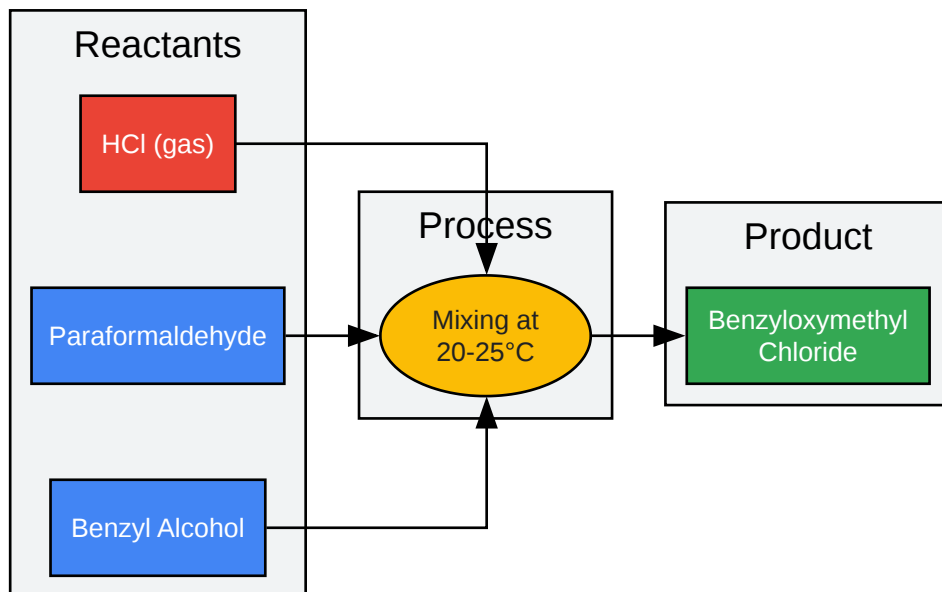 Reactants
HCl (gas)
Paraformaldehyde
Benzyl Alcohol
Process
Mixing at
20-25°C
Product
Benzyloxymethyl
Chloride